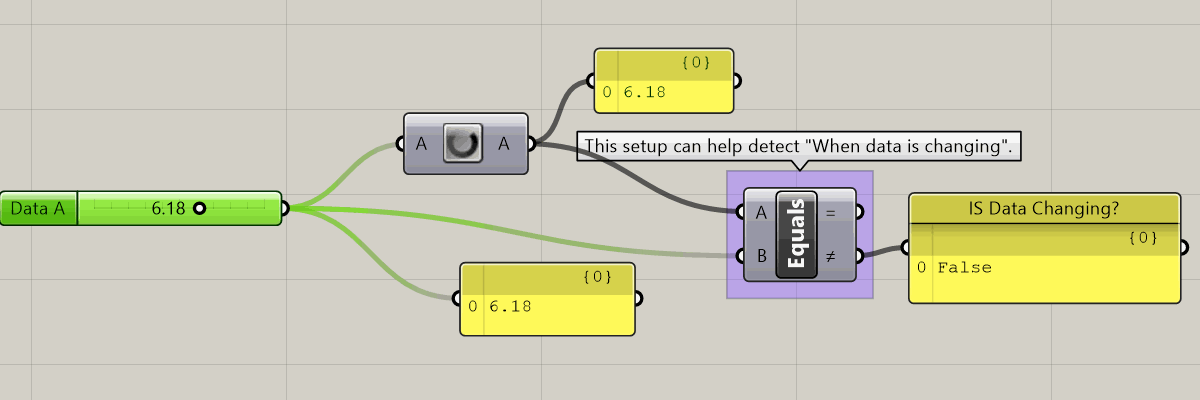 {0}
0 6.18
A A
This setup can help detect "When data is changing".
Data A 6.18
A Equals =
B ≠
IS Data Changing?
{0}
0 False
{0}
0 6.18